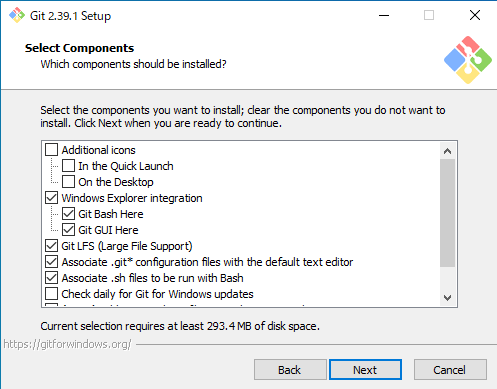 Git 2.39.1 Setup
Select Components
Which components should be installed?
Select the components you want to install; clear the components you do not want to
install. Click Next when you are ready to continue.
Additional icons
In the Quick Launch
On the Desktop
Windows Explorer integration
Git Bash Here
Git GUI Here
Git LFS (Large File Support)
Associate .git* configuration files with the default text editor
Associate .sh files to be run with Bash
Check daily for Git for Windows updates
Current selection requires at least 293.4 MB of disk space.
https://gitforwindows.org/
Back
Next
Cancel